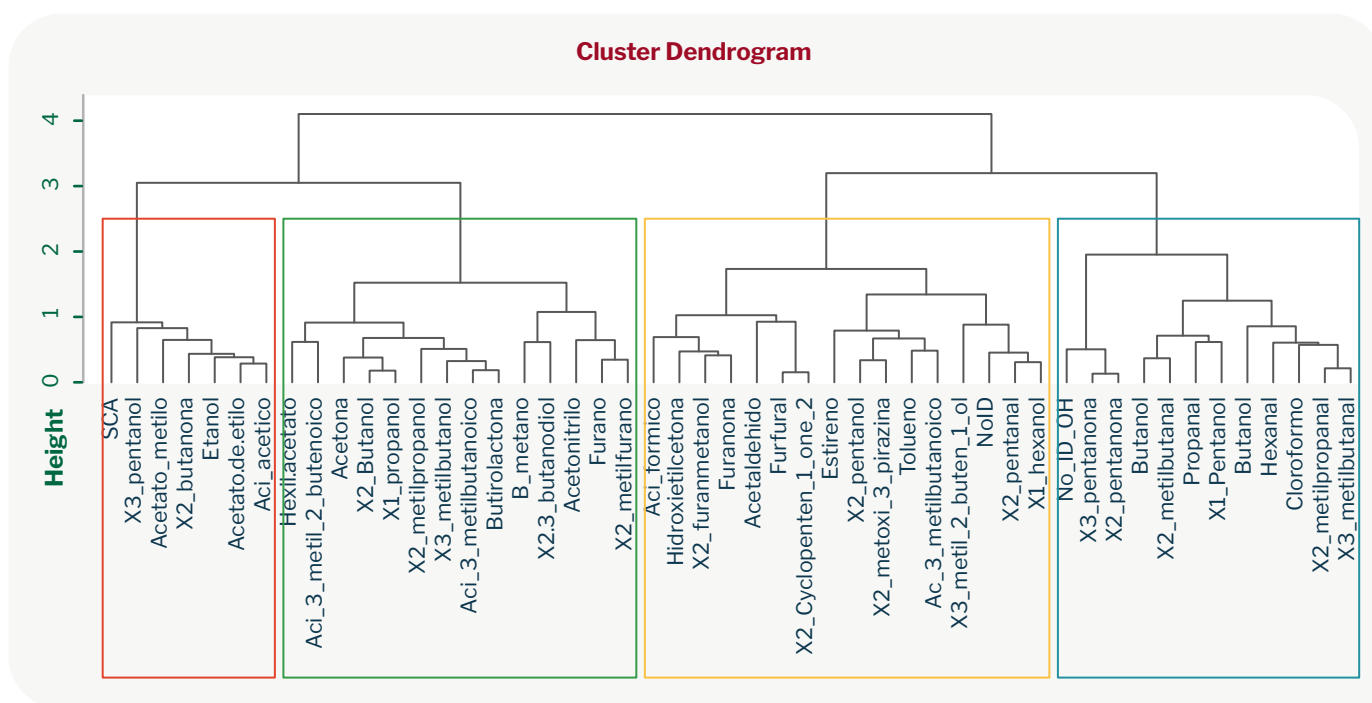 Cluster Dendrogram
4
3
2
1
0
Height
SCA
X3_pentanol
Acetato_metilo
X2_butanona
Etanol
Acetato.de.etilo
Aci_acetico
Hexil.acetato
Aci_3_metil_2_butenoico
Acetona
X2_Butanol
X1_propanol
X2_metilpropanol
X3_metilbutanol
Aci_3_metilbutanoico
Butirolactona
B_metano
X2.3_butanodiol
Acetonitrilo
Furano
X2_metilfurano
Aci_formico
Hidroxietilcetona
X2_furanmetanol
Furanona
Acetaldehido
Furfural
X2_Cyclopenten_1_one_2
Estireno
X2_pentanol
X2_metoxi_3_pirazina
Tolueno
Ac_3_metilbutanoico
X3_metil_2_buten_1_ol
NoID
X2_pentanal
X1_hexanol
No_ID_OH
X3_pentanona
X2_pentanona
Butanol
X2_metilbutanal
Propanal
X1_Pentanol
Butanol
Hexanal
Cloroformo
X2_metilpropanal
X3_metilbutanal